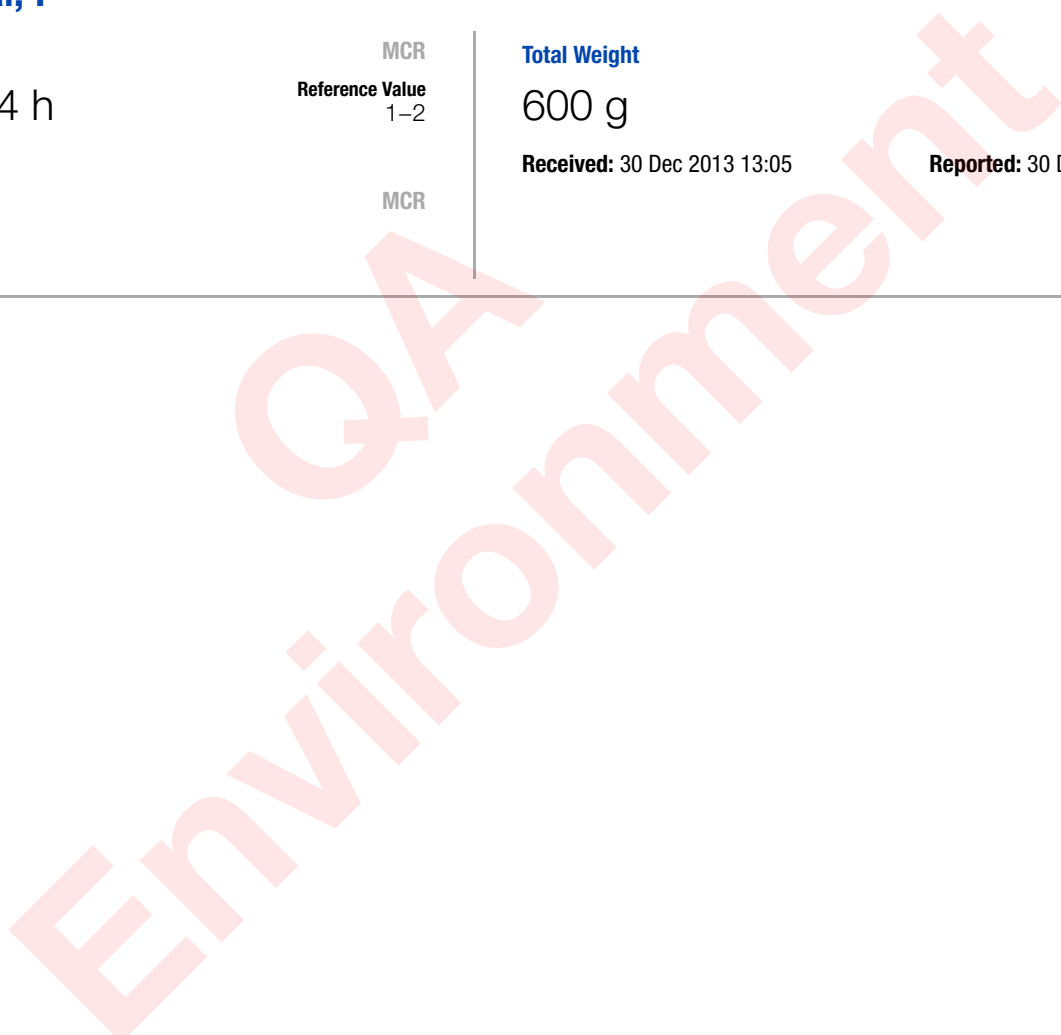 MCR
4 h
Reference Value
1–2
MCR
Total Weight
600 g
Received: 30 Dec 2013 13:05
Reported: 30
QA
Environment